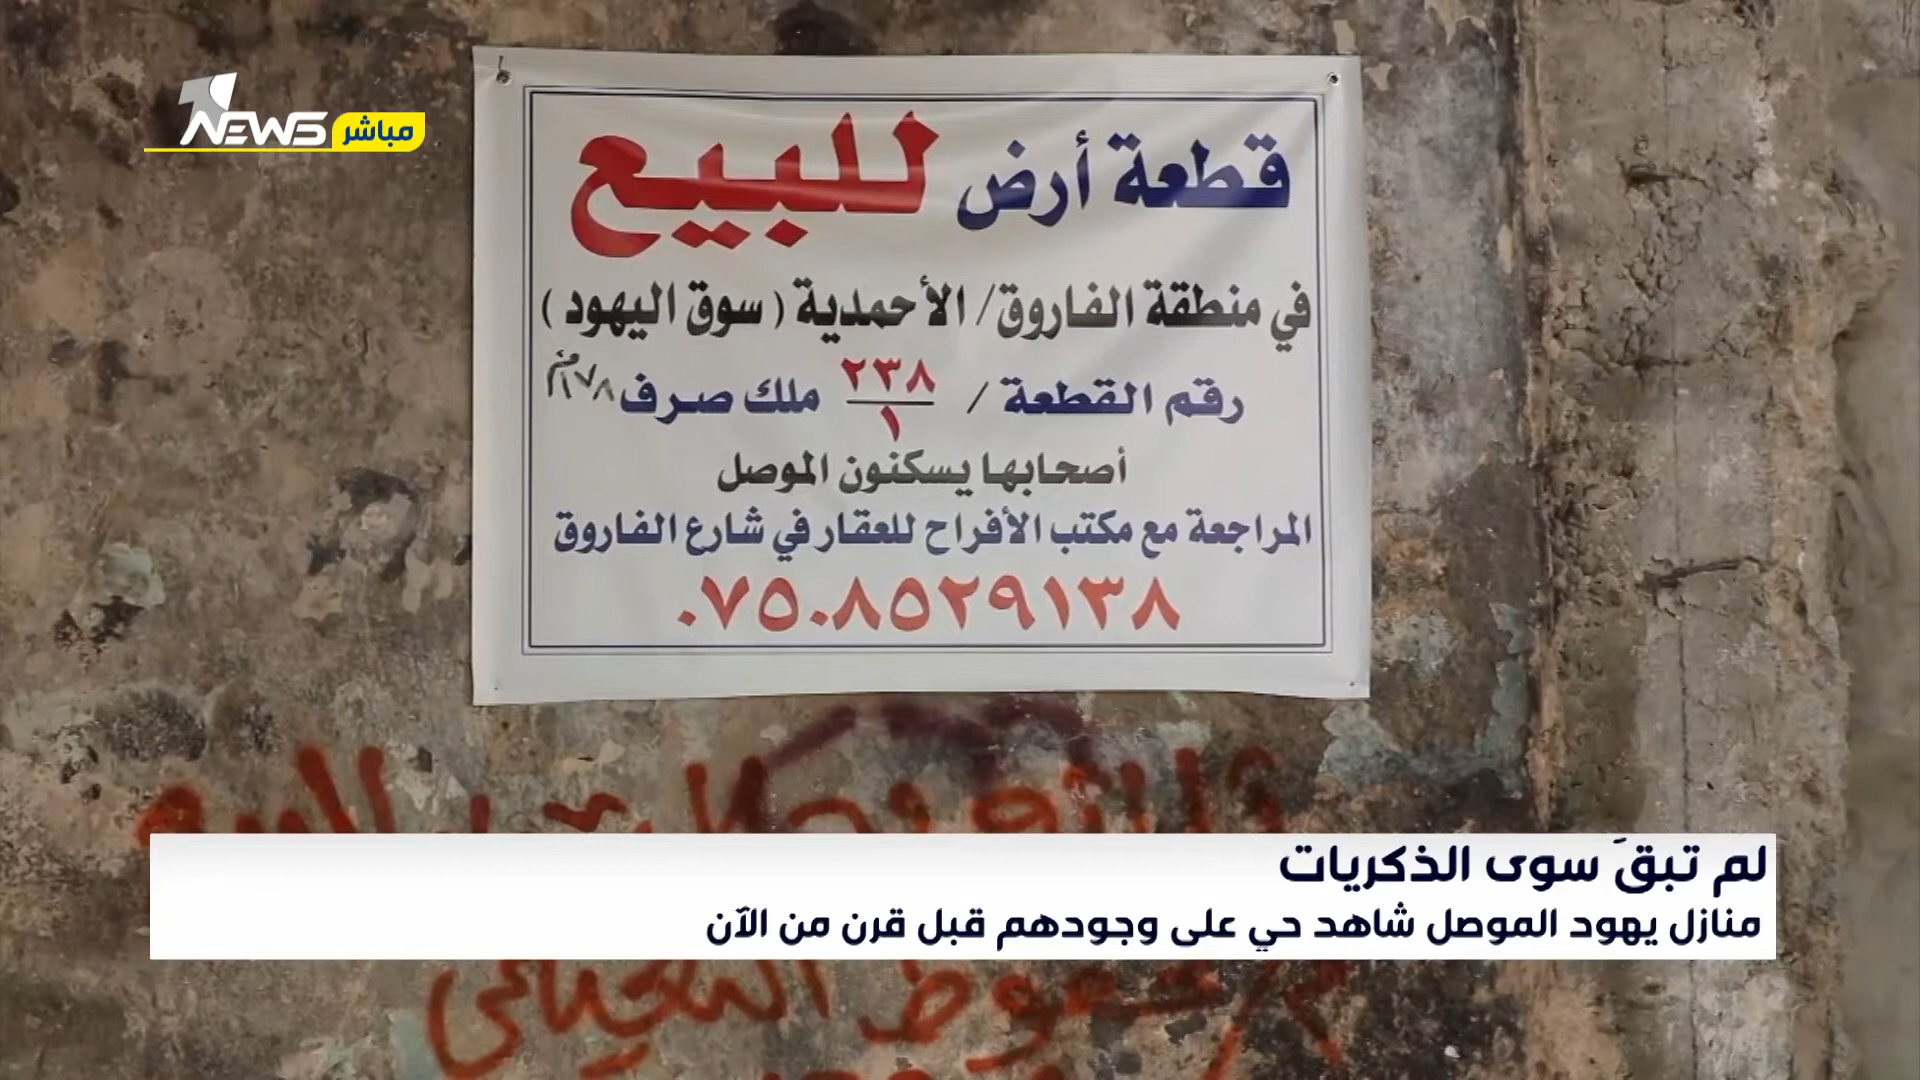 NEWS مباشر
قطعة أرض للبيع
في منطقة الفاروق/ الأحمدية ( سوق اليهود )
رقم القطعة / ٢٣٨/١ ملك صرف ١٧٨م
أصحابها يسكنون الموصل
المراجعة مع مكتب الأفراح للعقار في شارع الفاروق
٠٧٥٠٨٥٢٩١٣٨
لم تبقَ سوى الذكريات
منازل يهود الموصل شاهد حي على وجودهم قبل قرن من الآن